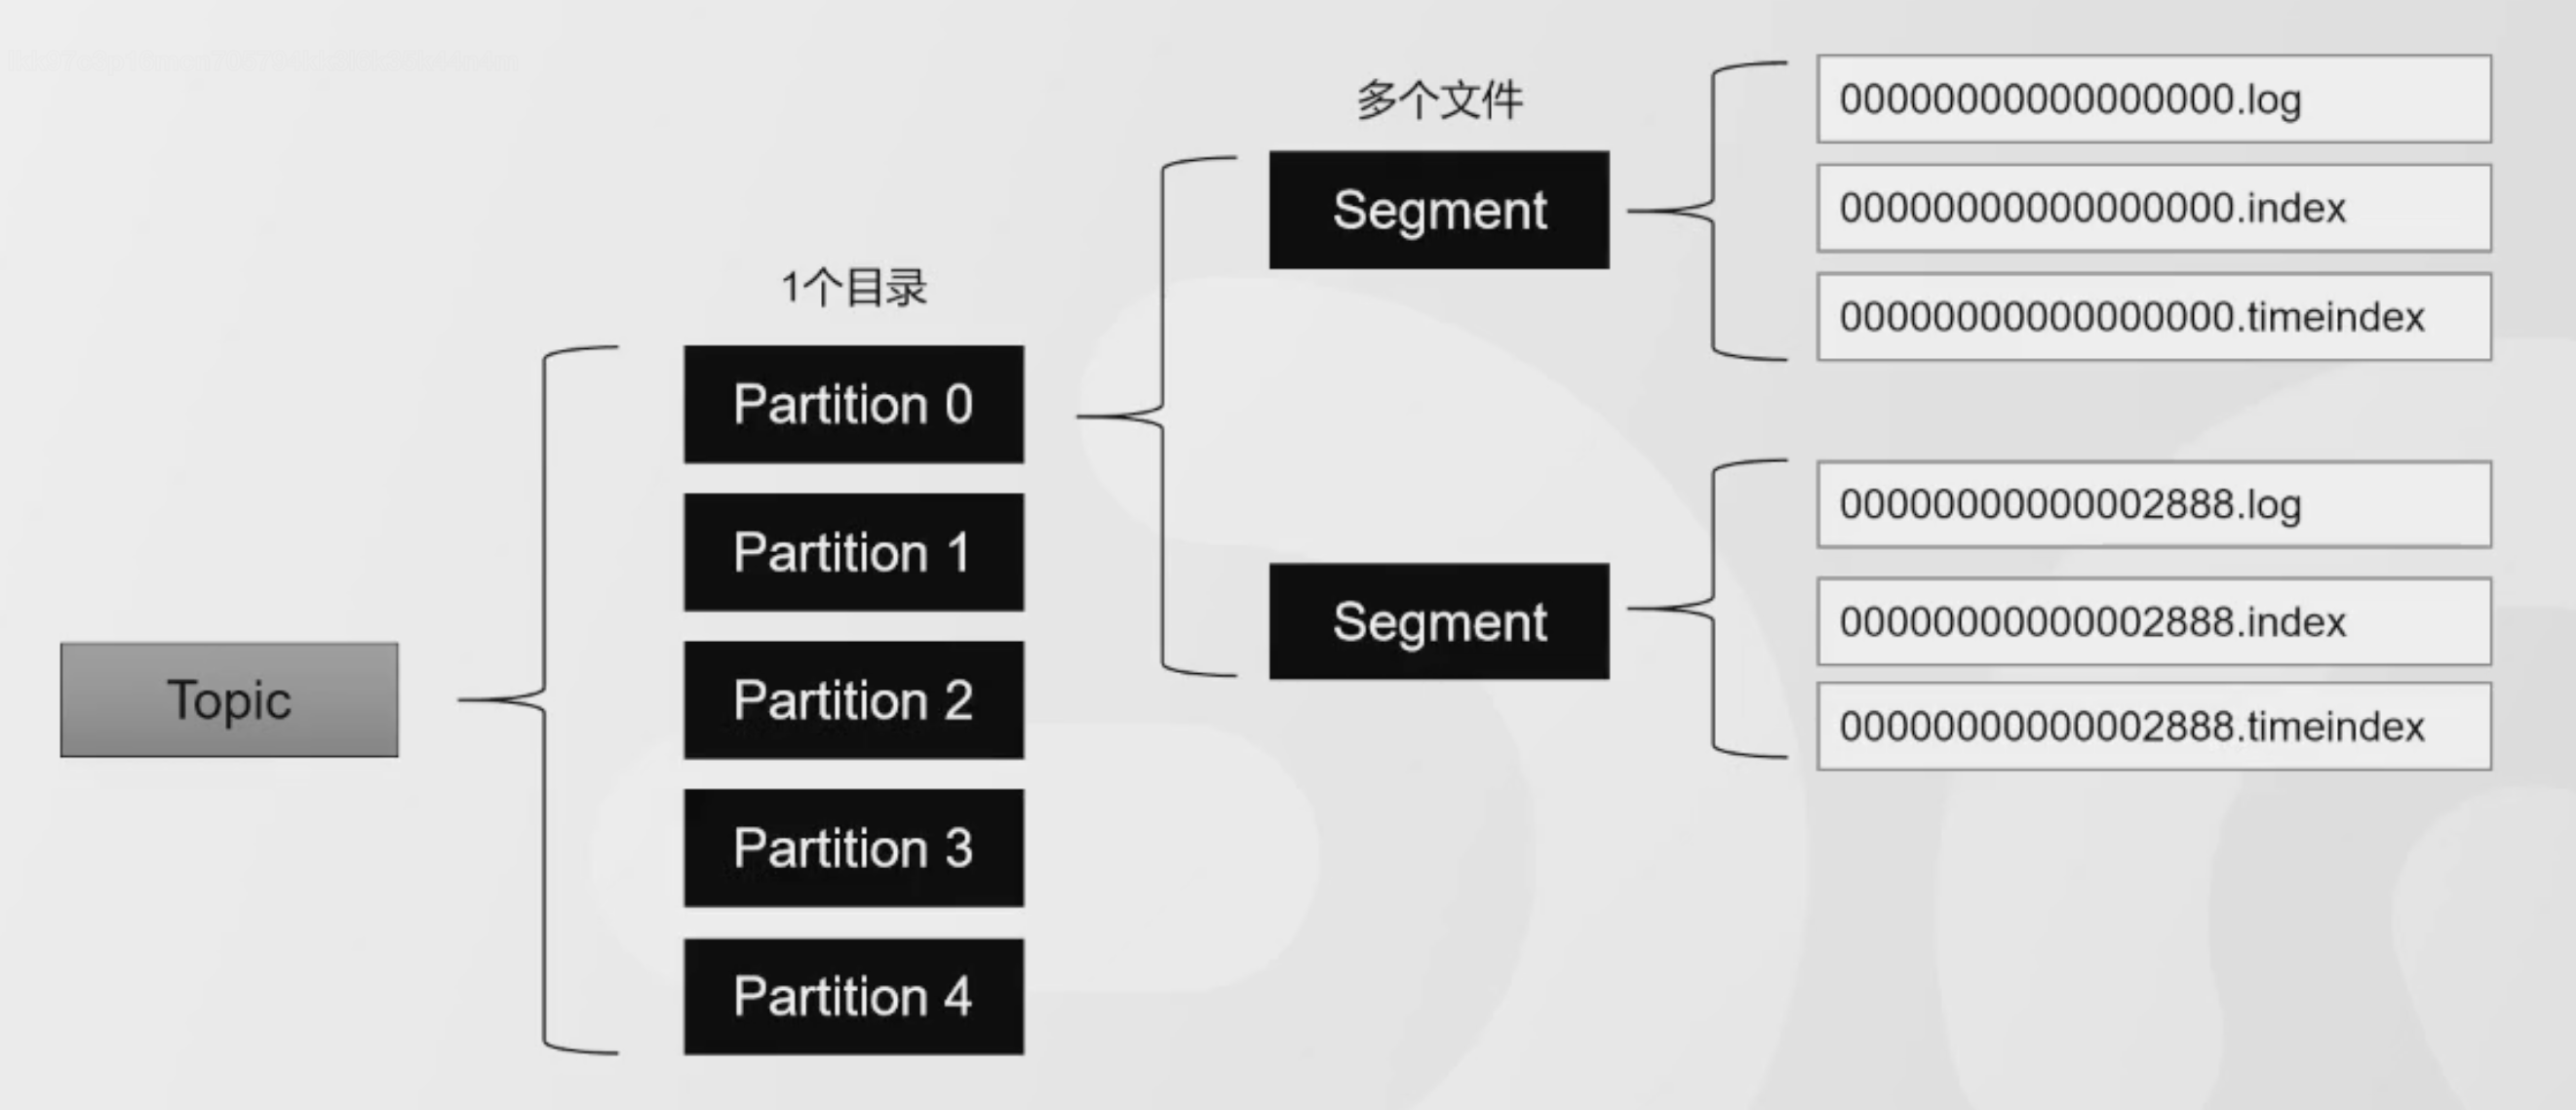 多个文件
00000000000000000.log
00000000000000000.index
00000000000000000.timeindex
Segment
1个目录
Partition 0
Partition 1
Partition 2
Partition 3
Partition 4
Topic
Segment
00000000000002888.log
00000000000002888.index
00000000000002888.timeindex